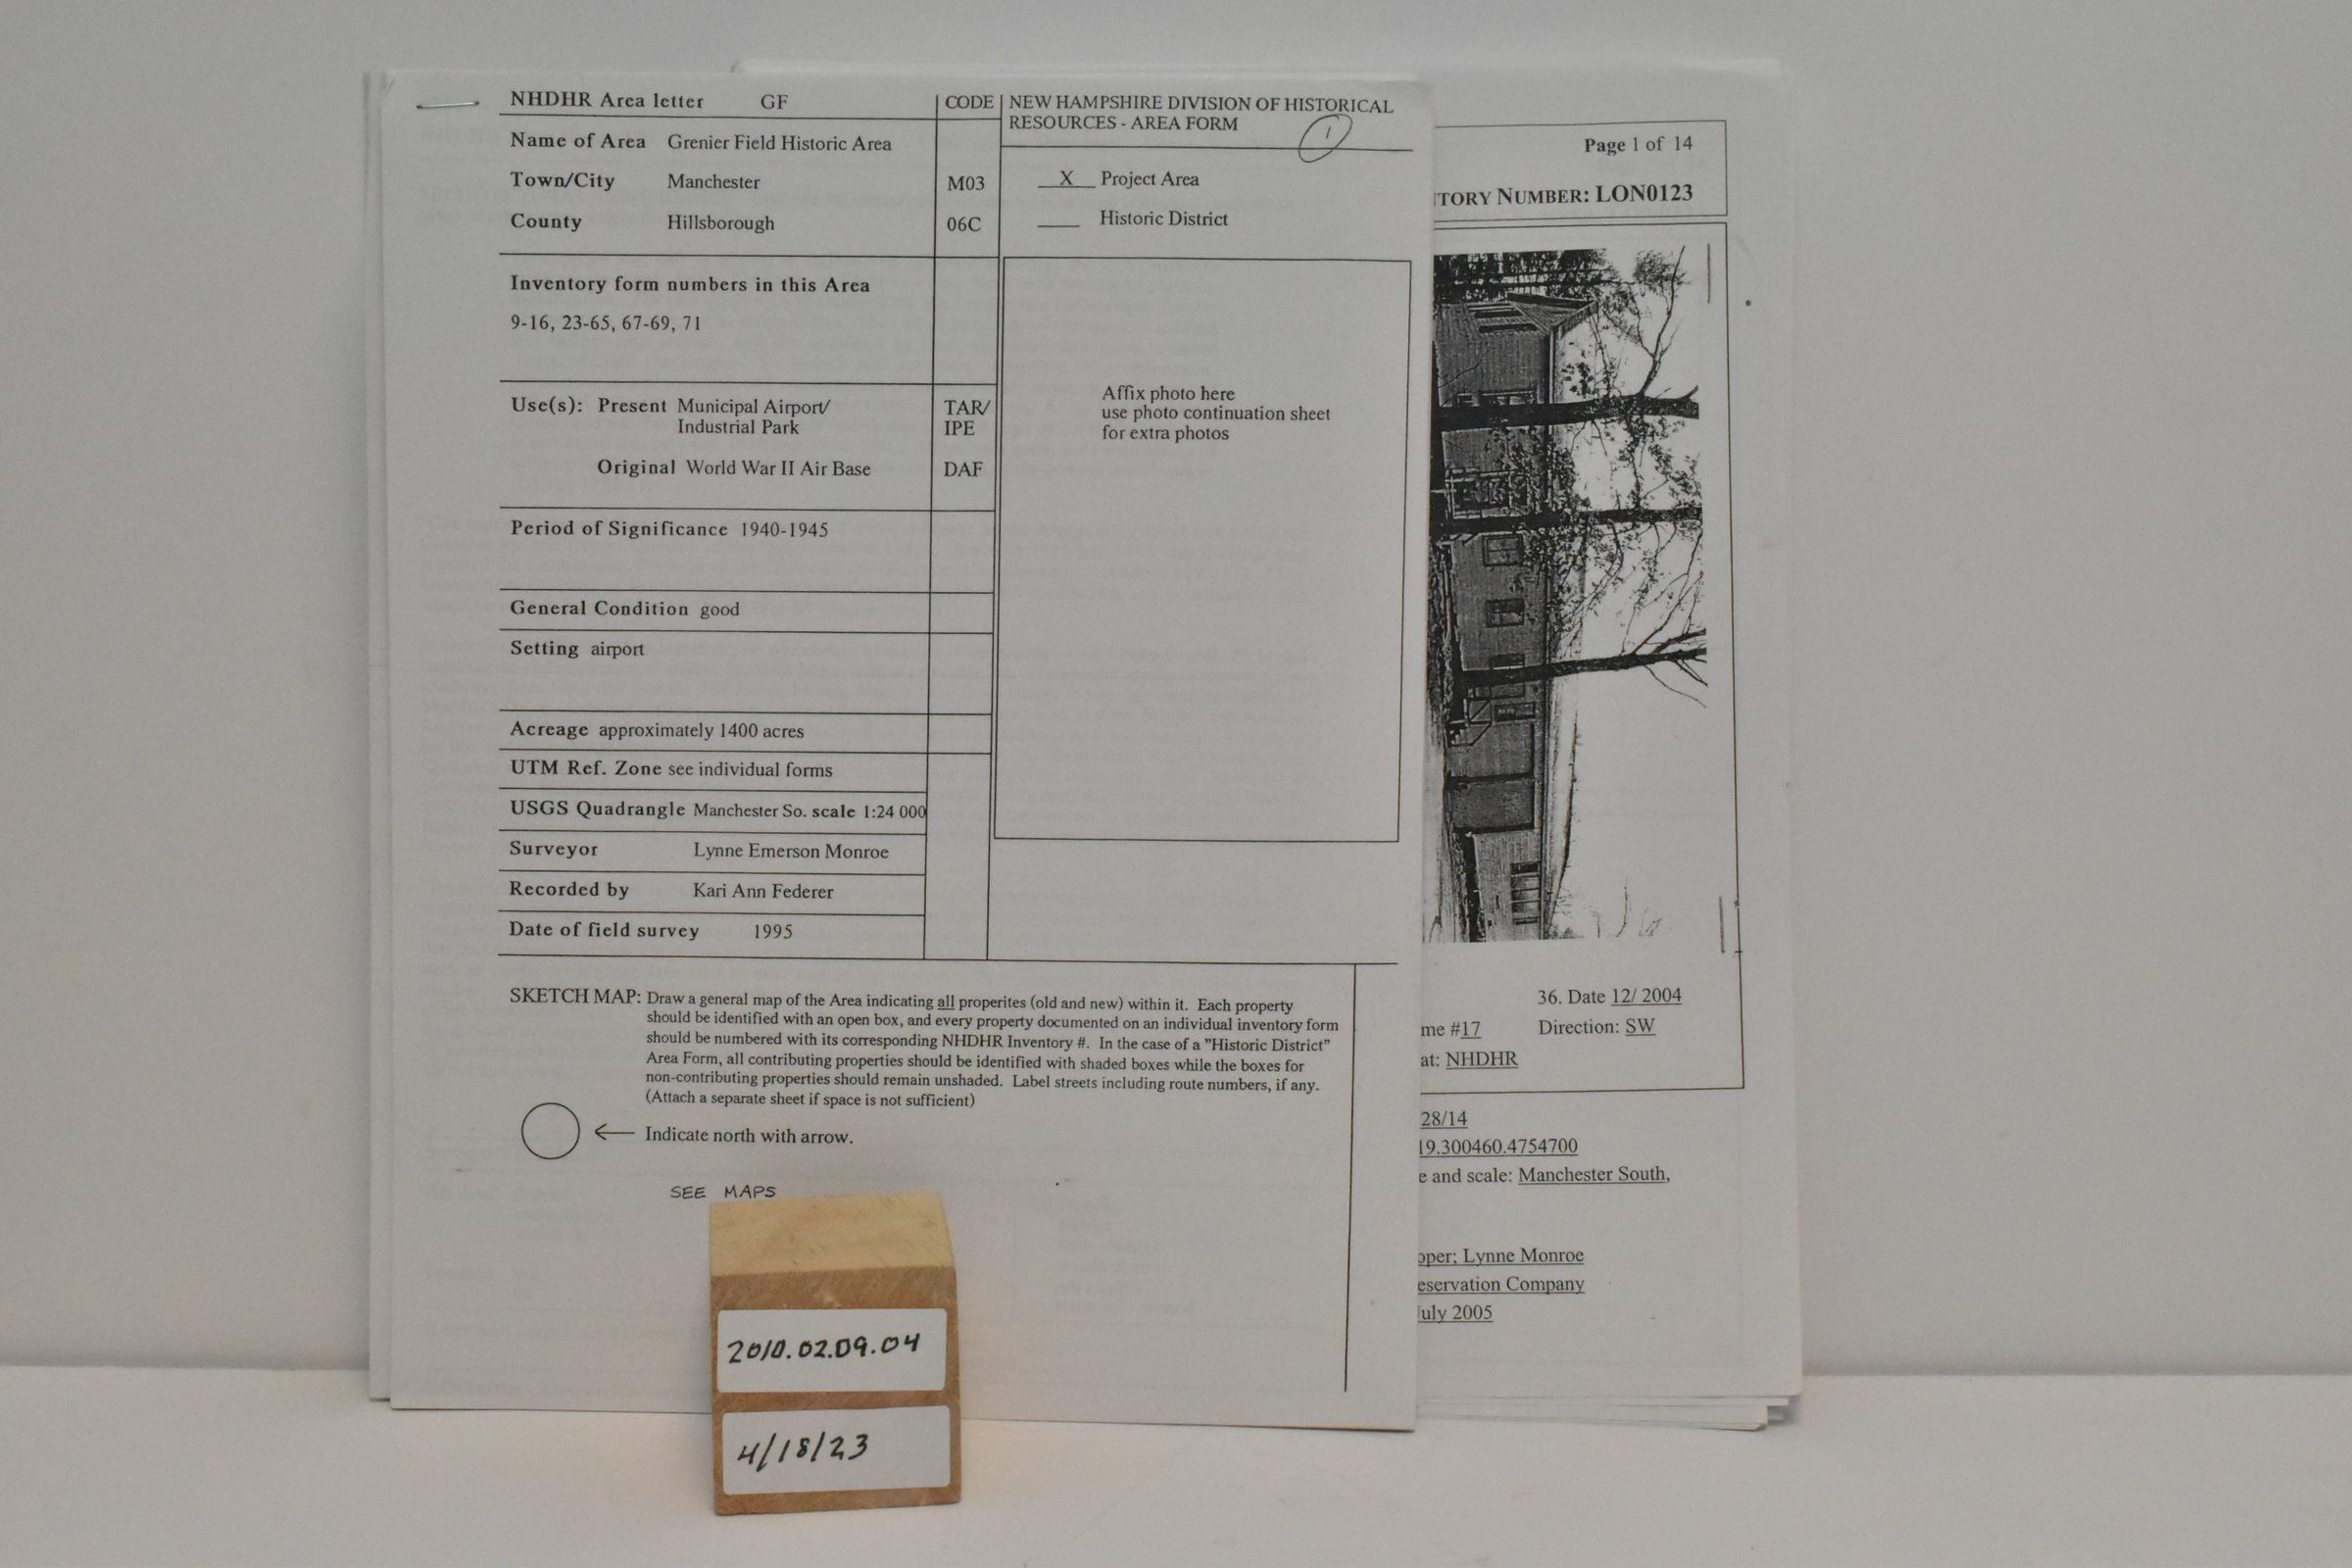 NHDHR Area letter GF
CODE
NEW HAMPSHIRE DIVISION OF HISTORICAL
RESOURCES - AREA FORM
1
Name of Area Grenier Field Historic Area
Town/City Manchester M03
County Hillsborough 06C
X Project Area
Historic District
Inventory form numbers in this Area
9-16, 23-65, 67-69, 71
Use(s): Present Municipal Airport/ TAR/
Industrial Park IPE
Original World War II Air Base DAF
Affix photo here
use photo continuation sheet
for extra photos
Period of Significance 1940-1945
General Condition good
Setting airport
Acreage approximately 1400 acres
UTM Ref. Zone see individual forms
USGS Quadrangle Manchester So. scale 1:24 000
Surveyor Lynne Emerson Monroe
Recorded by Kari Ann Federer
Date of field survey 1995
SKETCH MAP: Draw a general map of the Area indicating all properites (old and new) within it. Each property
should be identified with an open box, and every property documented on an individual inventory form
should be numbered with its corresponding NHDHR Inventory #. In the case of a "Historic District"
Area Form, all contributing properties should be identified with shaded boxes while the boxes for
non-contributing properties should remain unshaded. Label streets including route numbers, if any.
(Attach a separate sheet if space is not sufficient)
Indicate north with arrow.
SEE MAPS
Page 1 of 14
TORY NUMBER: LON0123
36. Date 12/ 2004
me #17 Direction: SW
at: NHDHR
28/14
19.300460.4754700
e and scale: Manchester South,
oper; Lynne Monroe
eservation Company
July 2005
2010.02.09.04
4/18/23